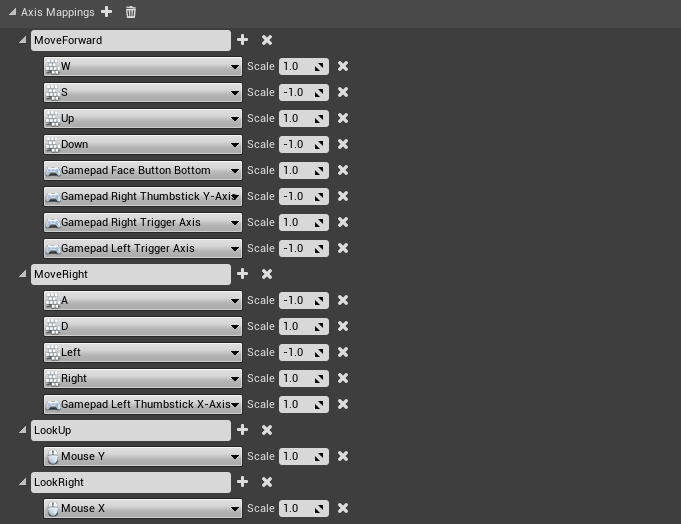 Axis Mappings
MoveForward
W Scale 1.0
S Scale -1.0
Up Scale 1.0
Down Scale -1.0
Gamepad Face Button Bottom Scale 1.0
Gamepad Right Thumbstick Y-Axis Scale -1.0
Gamepad Right Trigger Axis Scale 1.0
Gamepad Left Trigger Axis Scale -1.0
MoveRight
A Scale -1.0
D Scale 1.0
Left Scale -1.0
Right Scale 1.0
Gamepad Left Thumbstick X-Axis Scale 1.0
LookUp
Mouse Y Scale 1.0
LookRight
Mouse X Scale 1.0